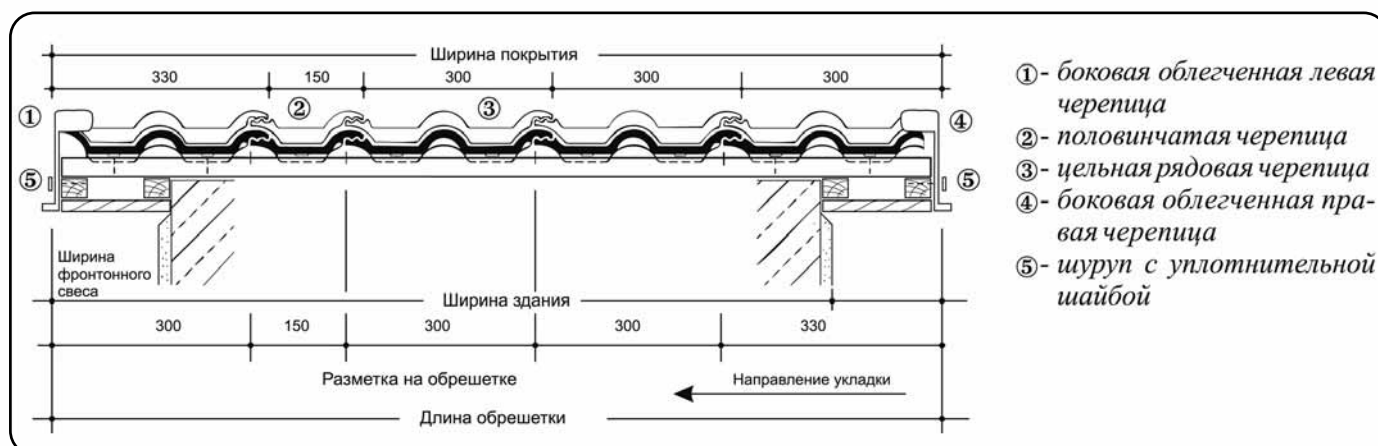 Ширина покрытия
330 150 300 300 300
① ② ③ ④
⑤ ⑤
Ширина
фронтонного
свеса
Ширина здания
300 150 300 300 330
Разметка на обрешетке
Направление укладки
Длина обрешетки
①- боковая облегченная левая
черепица
②- половинчатая черепица
③- цельная рядовая черепица
④- боковая облегченная пра-
вая черепица
⑤- шуруп с уплотнительной
шайбой